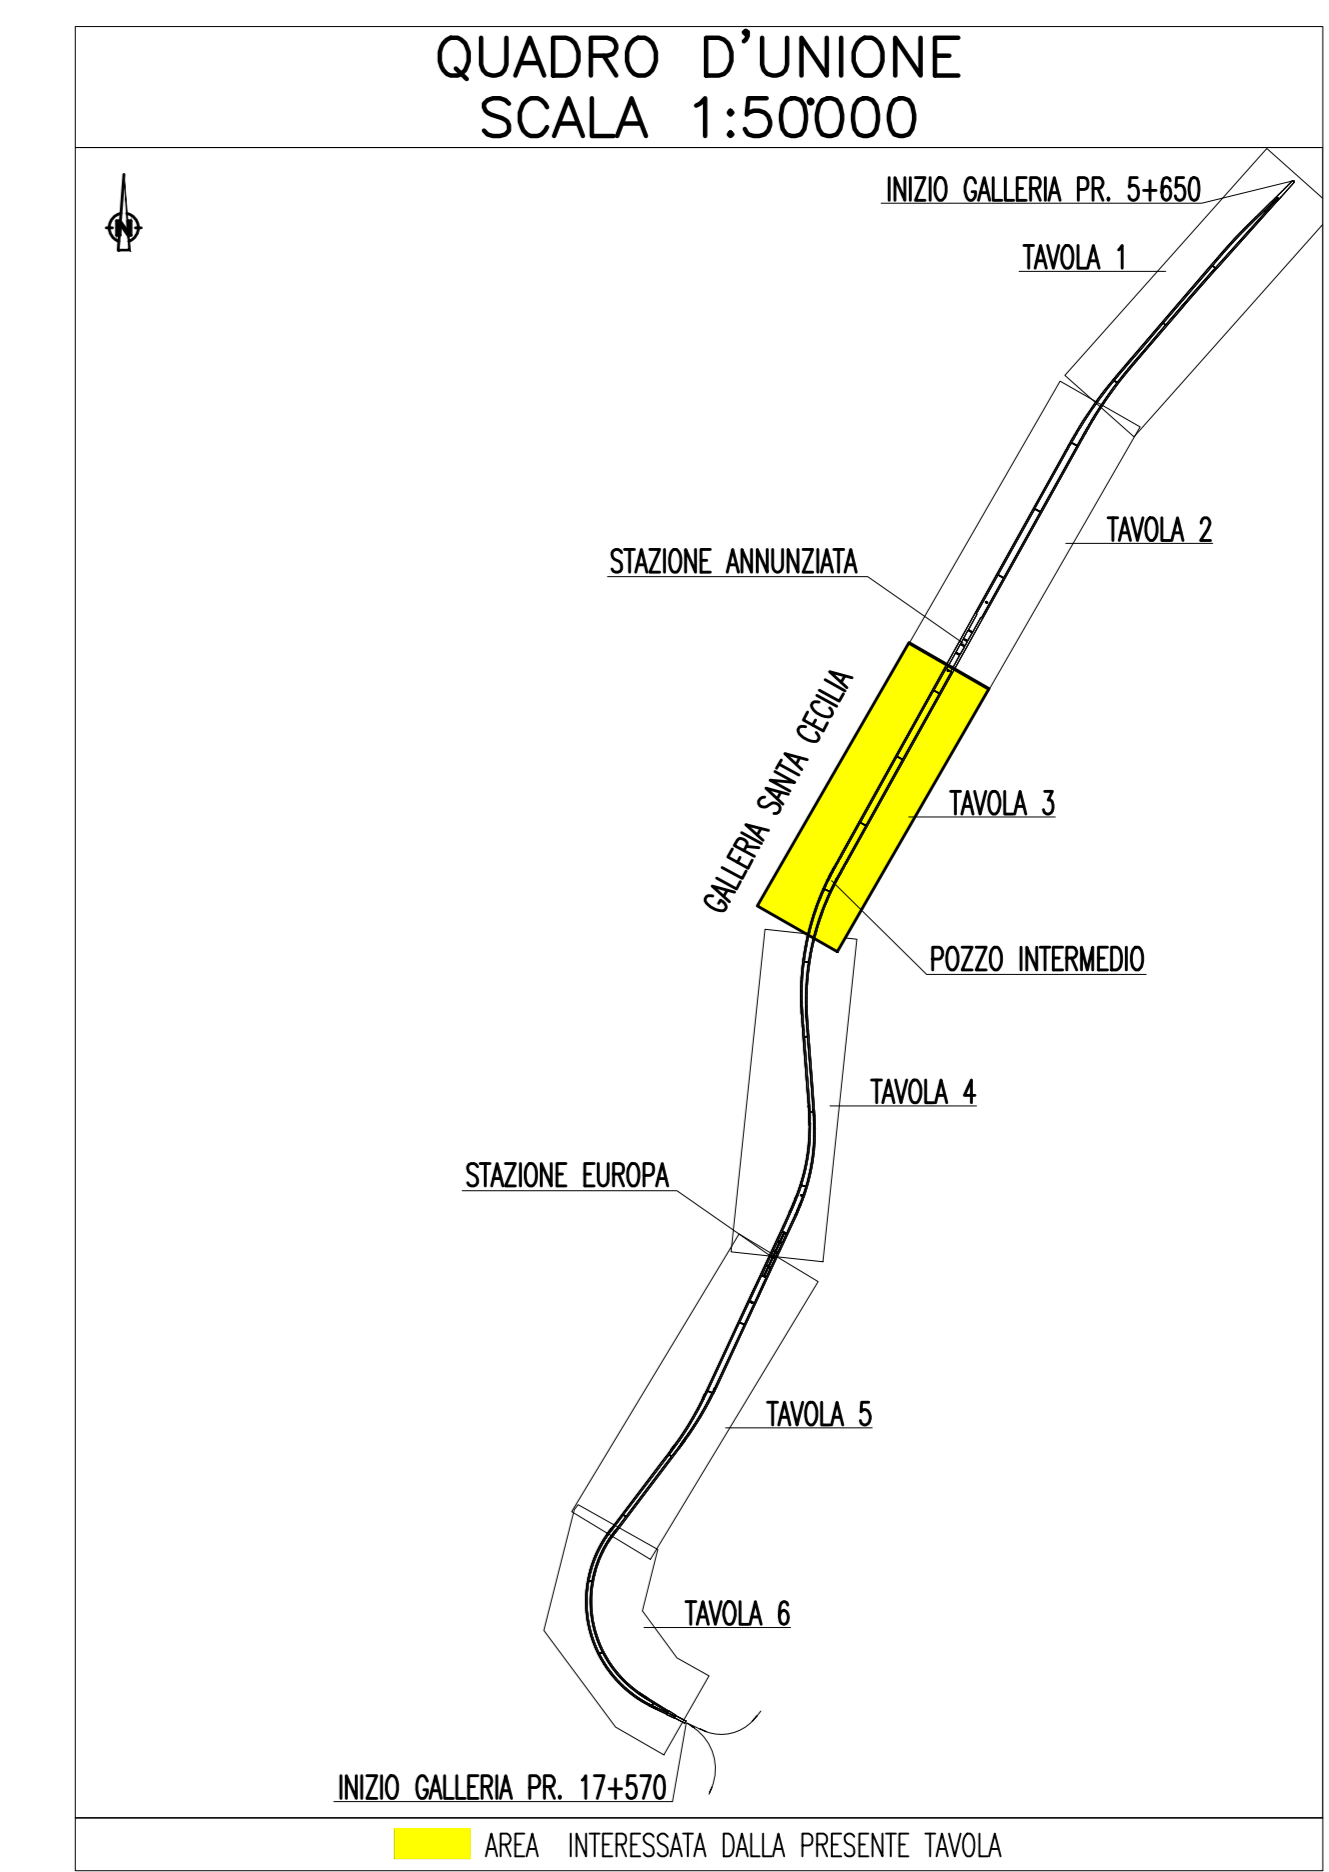 QUADRO D'UNIONE
SCALA 1:50'000
N
INIZIO GALLERIA PR. 5+650
TAVOLA 1
TAVOLA 2
STAZIONE ANNUNZIATA
GALLERIA SANTA CECILIA
TAVOLA 3
POZZO INTERMEDIO
TAVOLA 4
STAZIONE EUROPA
TAVOLA 5
TAVOLA 6
INIZIO GALLERIA PR. 17+570
AREA INTERESSATA DALLA PRESENTE TAVOLA